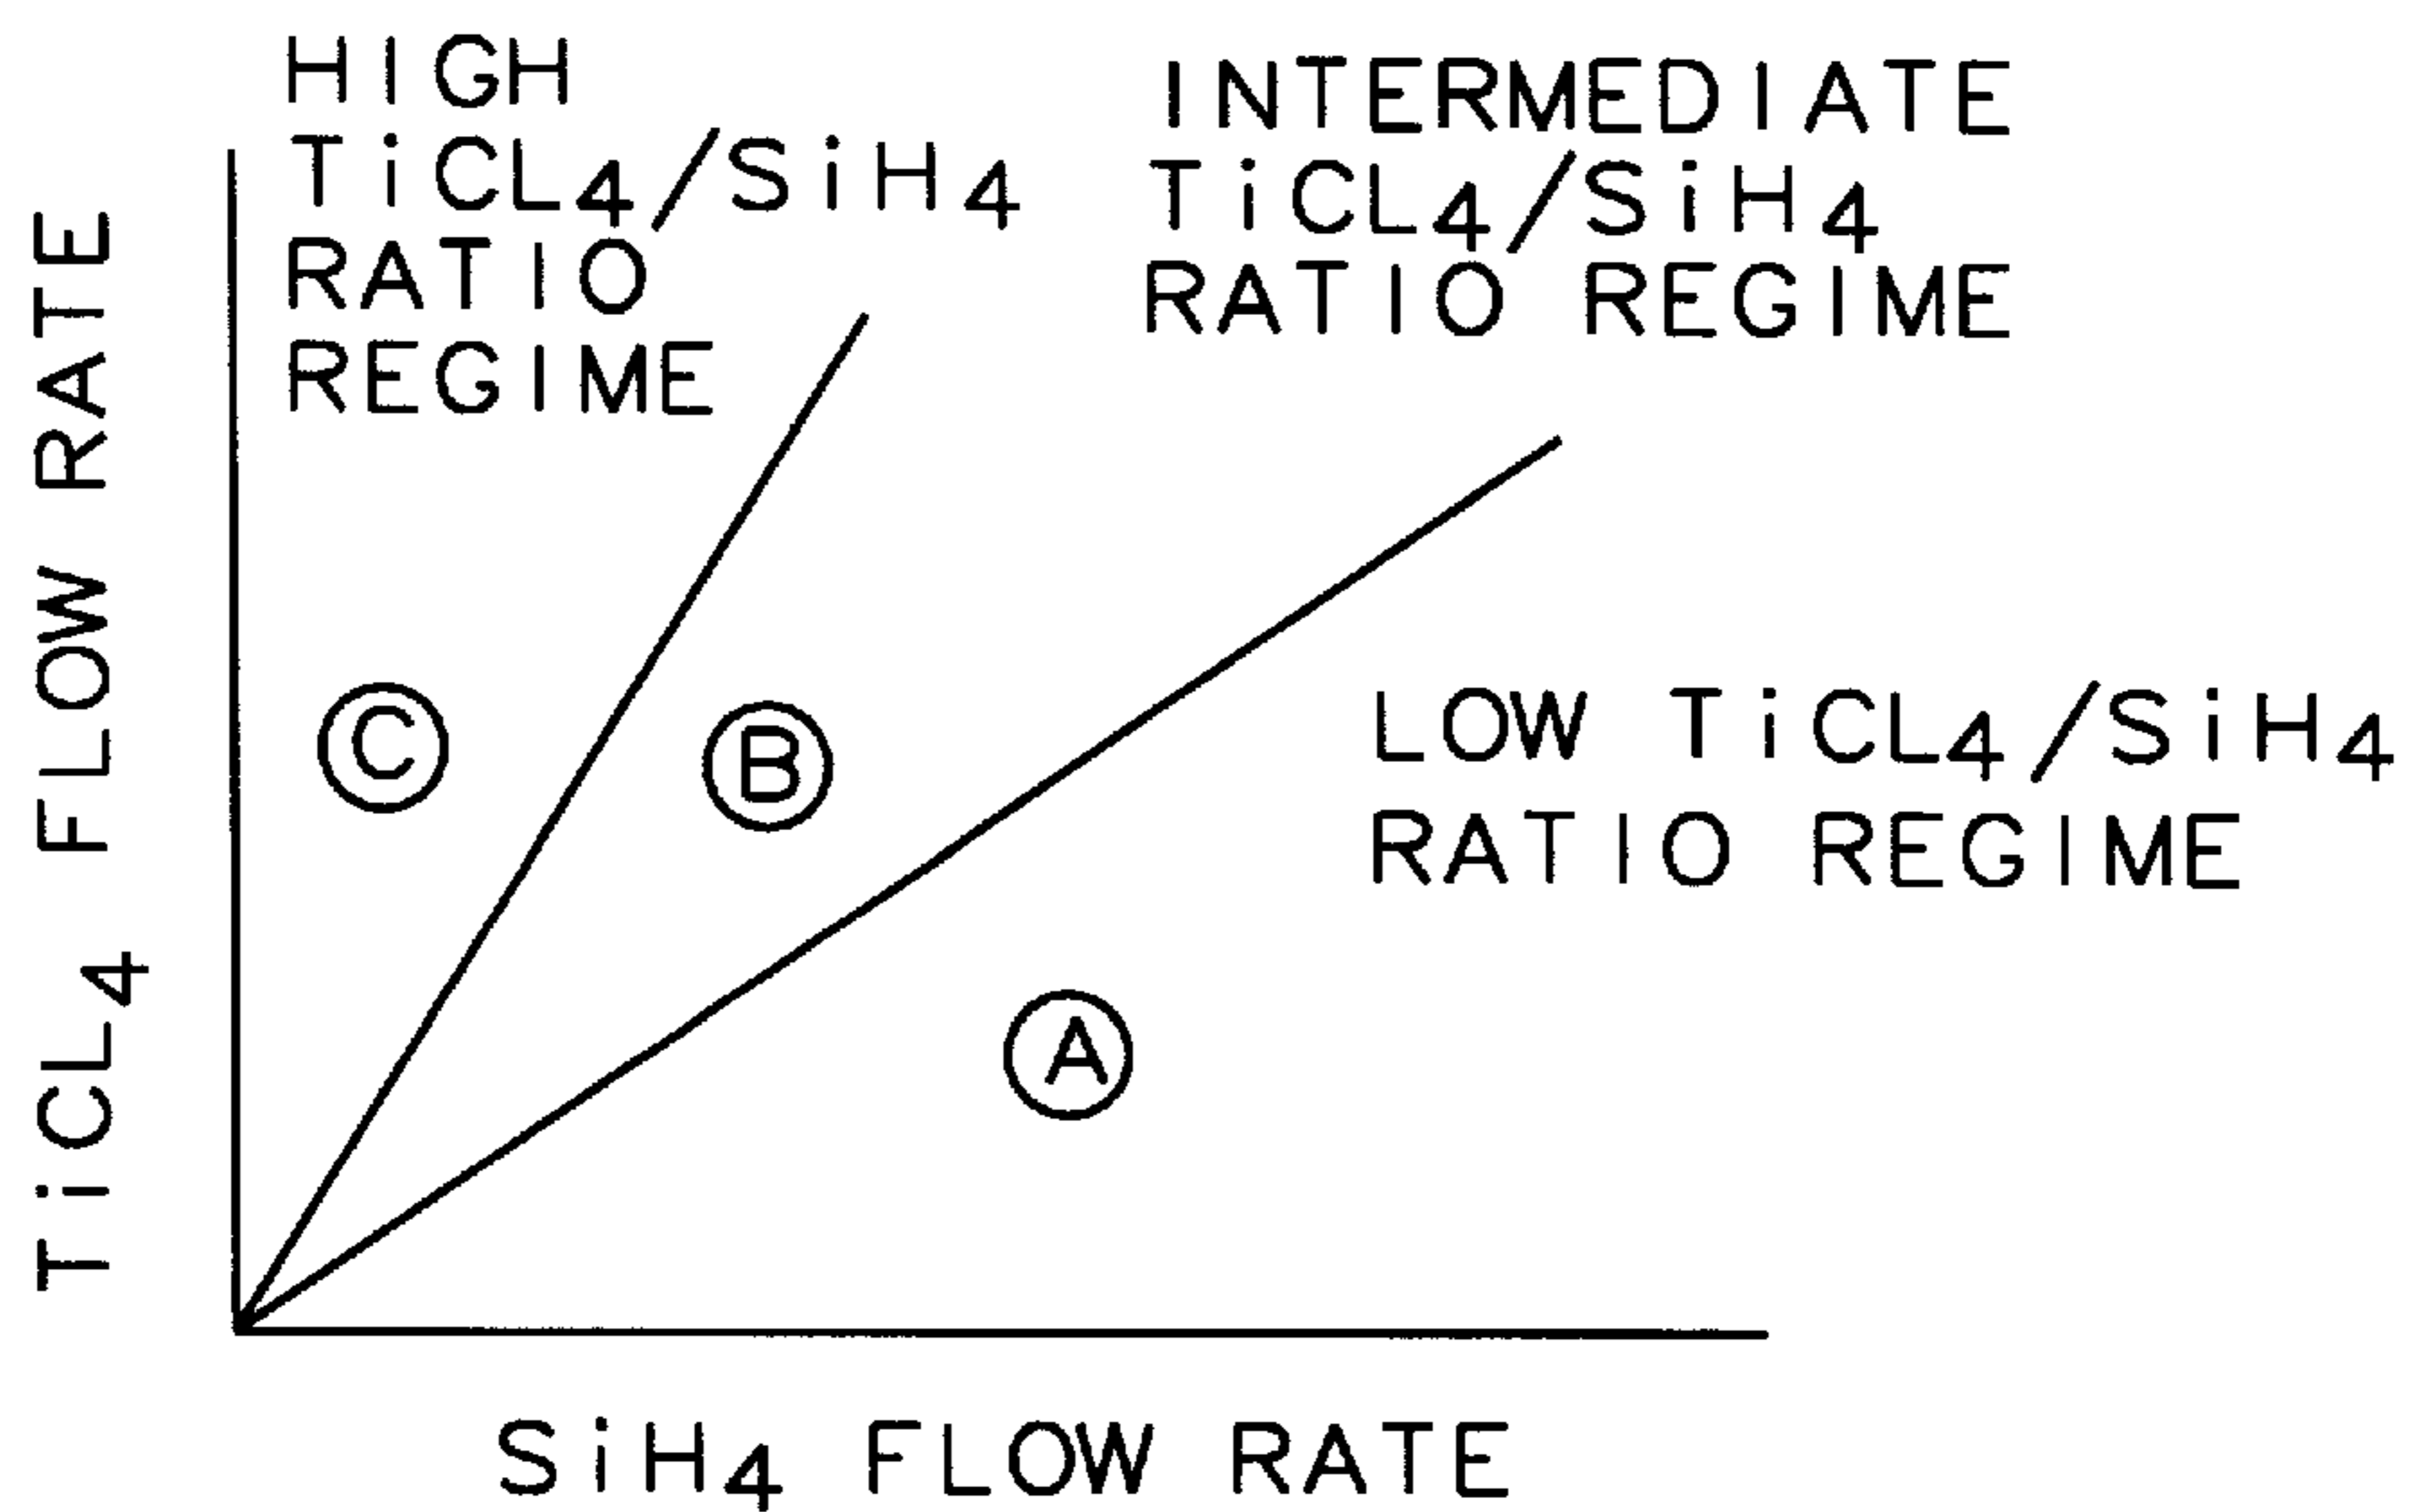 HIGH
TiCL4/SiH4
RATIO
REGIME
INTERMEDIATE
TiCL4/SiH4
RATIO REGIME
TiCL4 FLOW RATE
C
B
LOW TiCL4/SiH4
RATIO REGIME
A
SiH4 FLOW RATE